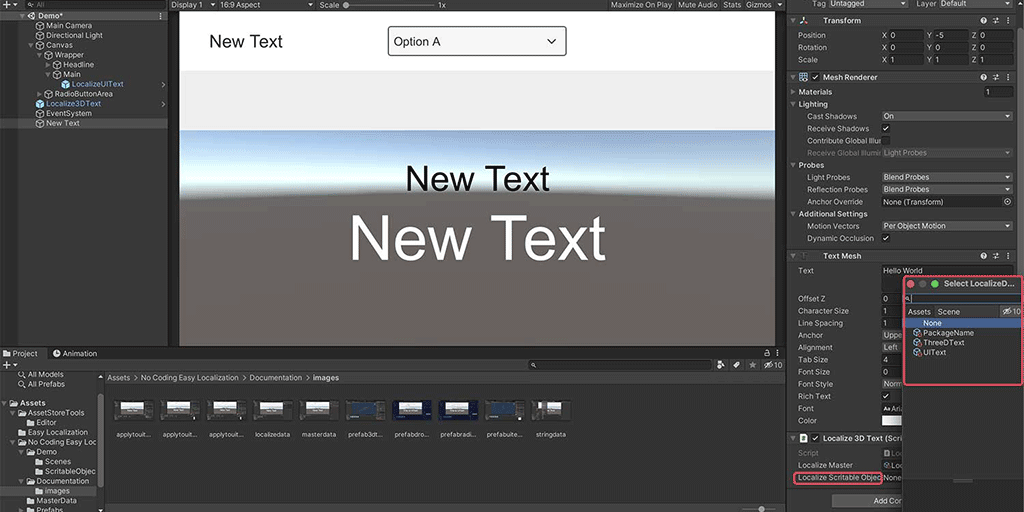 All
Demo*
Main Camera
Directional Light
Canvas
Wrapper
Headline
Main
LocalizeUIText
RadioButtonArea
Localize3DText
EventSystem
New Text
Display 1
16:9 Aspect
Scale
1x
Maximize On Play
Mute Audio
Stats
Gizmos
New Text
Option A
New Text
New Text
Tag Untagged
Layer Default
Transform
Position X 0 Y -5 Z 0
Rotation X 0 Y 0 Z 0
Scale X 1 Y 1 Z 1
Mesh Renderer
Materials 1
Lighting
Cast Shadows On
Receive Shadows
Contribute Global Illum
Receive Global Illumin Light Probes
Probes
Light Probes Blend Probes
Reflection Probes Blend Probes
Anchor Override None (Transform)
Additional Settings
Motion Vectors Per Object Motion
Dynamic Occlusion
Text Mesh
Text Hello World
Offset Z 0
Character Size 1
Line Spacing 1
Anchor Uppe
Alignment Left
Tab Size 4
Font Size 0
Font Style Norm
Rich Text
Font Aa Aria
Color
Localize 3D Text (Scri
Script Loc
Localize Master Loc
Localize Scritable Objec None
Add Con
Select LocalizeD...
Assets Scene 10
None
PackageName
ThreeDText
UIText
Project Animation
10
All Models
All Prefabs
Assets
AssetStoreTools
Editor
Easy Localization
No Coding Easy Loc
Demo
Scenes
ScritableObjec
Documentation
images
MasterData
Prefabs
Assets > No Coding Easy Localization > Documentation > images
applytouit... applytouit... applytouit... localizedata masterdata prefab3dt... prefabdro... prefabradi... prefabuite... stringdata